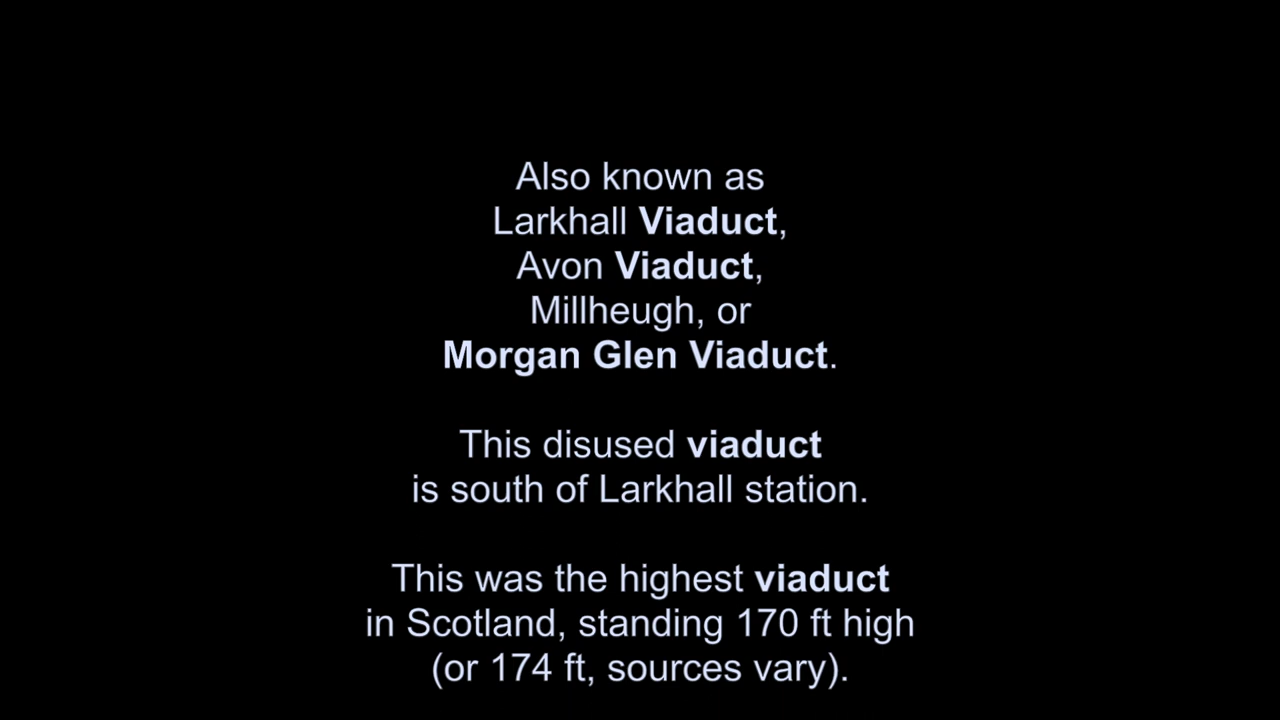 Also known as
Larkhall Viaduct,
Avon Viaduct,
Millheugh, or
Morgan Glen Viaduct.
This disused viaduct
is south of Larkhall station.
This was the highest viaduct
in Scotland, standing 170 ft high
(or 174 ft, sources vary).